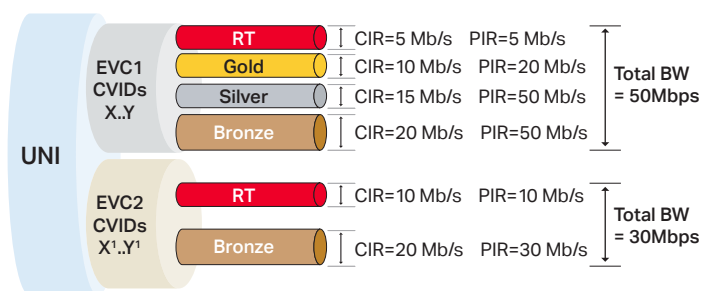 UNI
EVC1
CVIDs
X..Y
RT
CIR=5 Mb/s PIR=5 Mb/s
Gold
CIR=10 Mb/s PIR=20 Mb/s
Silver
CIR=15 Mb/s PIR=50 Mb/s
Bronze
CIR=20 Mb/s PIR=50 Mb/s
Total BW
= 50Mbps
EVC2
CVIDs
X¹..Y¹
RT
CIR=10 Mb/s PIR=10 Mb/s
Bronze
CIR=20 Mb/s PIR=30 Mb/s
Total BW
= 30Mbps